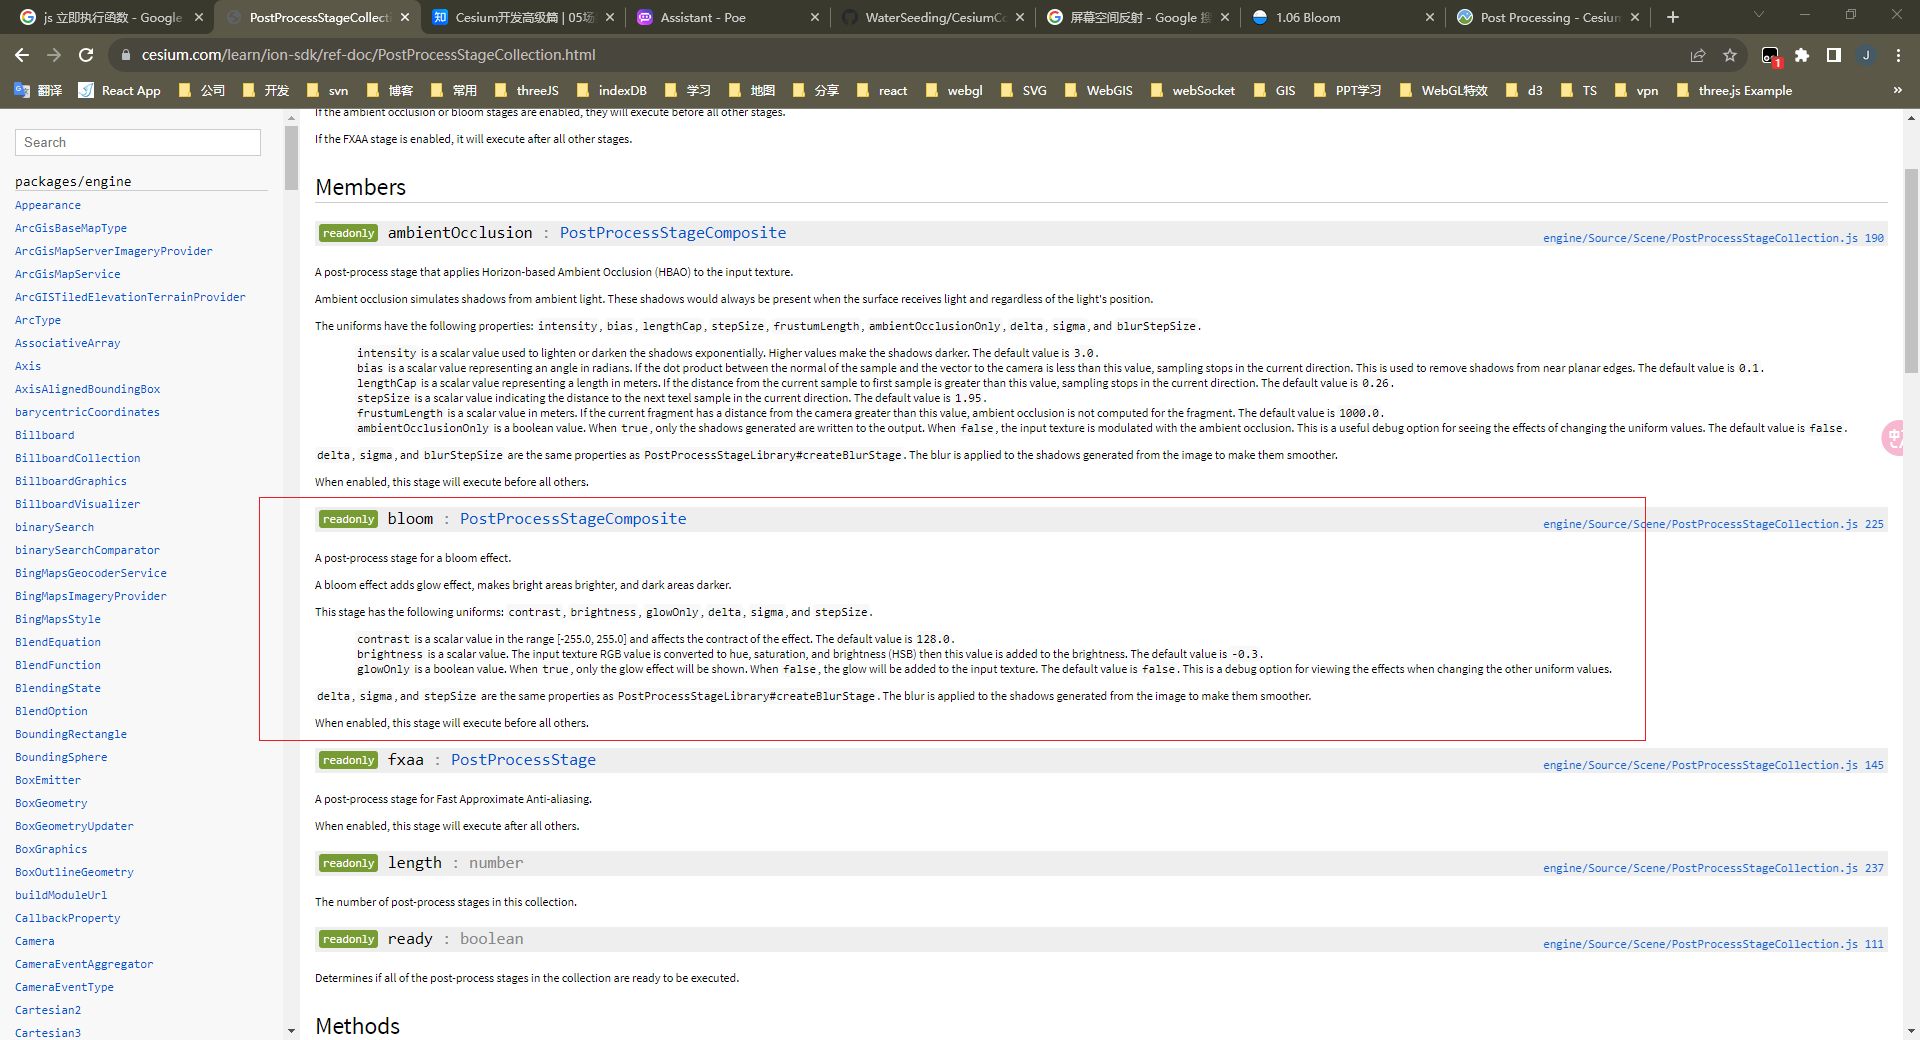 js 立即执行函数 - Google
PostProcessStageCollecti
Cesium开发高级篇 | 05场
Assistant - Poe
WaterSeeding/CesiumCo
屏幕空间反射 - Google 搜
1.06 Bloom
Post Processing - Cesium
cesium.com/learn/ion-sdk/ref-doc/PostProcessStageCollection.html
1
J
翻译 React App 公司 开发 svn 博客 常用 threeJS indexDB 学习 地图 分享 react webgl SVG WebGIS webSocket GIS PPT学习 WebGL特效 d3 TS vpn three.js Example »
Search
packages/engine
Appearance
ArcGisBaseMapType
ArcGisMapServerImageryProvider
ArcGisMapService
ArcGISTiledElevationTerrainProvider
ArcType
AssociativeArray
Axis
AxisAlignedBoundingBox
barycentricCoordinates
Billboard
BillboardCollection
BillboardGraphics
BillboardVisualizer
binarySearch
binarySearchComparator
BingMapsGeocoderService
BingMapsImageryProvider
BingMapsStyle
BlendEquation
BlendFunction
BlendingState
BlendOption
BoundingRectangle
BoundingSphere
BoxEmitter
BoxGeometry
BoxGeometryUpdater
BoxGraphics
BoxOutlineGeometry
buildModuleUrl
CallbackProperty
Camera
CameraEventAggregator
CameraEventType
Cartesian2
Cartesian3
If the ambient occlusion or bloom stages are enabled, they will execute before all other stages.
If the FXAA stage is enabled, it will execute after all other stages.
Members
readonly ambientOcclusion : PostProcessStageComposite
engine/Source/Scene/PostProcessStageCollection.js 190
A post-process stage that applies Horizon-based Ambient Occlusion (HBAO) to the input texture.
Ambient occlusion simulates shadows from ambient light. These shadows would always be present when the surface receives light and regardless of the light's position.
The uniforms have the following properties: intensity, bias, lengthCap, stepSize, frustumLength, ambientOcclusionOnly, delta, sigma, and blurStepSize.
intensity is a scalar value used to lighten or darken the shadows exponentially. Higher values make the shadows darker. The default value is 3.0.
bias is a scalar value representing an angle in radians. If the dot product between the normal of the sample and the vector to the camera is less than this value, sampling stops in the current direction. This is used to remove shadows from near planar edges. The default value is 0.1.
lengthCap is a scalar value representing a length in meters. If the distance from the current sample to first sample is greater than this value, sampling stops in the current direction. The default value is 0.26.
stepSize is a scalar value indicating the distance to the next texel sample in the current direction. The default value is 1.95.
frustumLength is a scalar value in meters. If the current fragment has a distance from the camera greater than this value, ambient occlusion is not computed for the fragment. The default value is 1000.0.
ambientOcclusionOnly is a boolean value. When true, only the shadows generated are written to the output. When false, the input texture is modulated with the ambient occlusion. This is a useful debug option for seeing the effects of changing the uniform values. The default value is false.
delta, sigma, and blurStepSize are the same properties as PostProcessStageLibrary#createBlurStage. The blur is applied to the shadows generated from the image to make them smoother.
When enabled, this stage will execute before all others.
readonly bloom : PostProcessStageComposite
engine/Source/Scene/PostProcessStageCollection.js 225
A post-process stage for a bloom effect.
A bloom effect adds glow effect, makes bright areas brighter, and dark areas darker.
This stage has the following uniforms: contrast, brightness, glowOnly, delta, sigma, and stepSize.
contrast is a scalar value in the range [-255.0, 255.0] and affects the contract of the effect. The default value is 128.0.
brightness is a scalar value. The input texture RGB value is converted to hue, saturation, and brightness (HSB) then this value is added to the brightness. The default value is -0.3.
glowOnly is a boolean value. When true, only the glow effect will be shown. When false, the glow will be added to the input texture. The default value is false. This is a debug option for viewing the effects when changing the other uniform values.
delta, sigma, and stepSize are the same properties as PostProcessStageLibrary#createBlurStage. The blur is applied to the shadows generated from the image to make them smoother.
When enabled, this stage will execute before all others.
readonly fxaa : PostProcessStage
engine/Source/Scene/PostProcessStageCollection.js 145
A post-process stage for Fast Approximate Anti-aliasing.
When enabled, this stage will execute after all others.
readonly length : number
engine/Source/Scene/PostProcessStageCollection.js 237
The number of post-process stages in this collection.
readonly ready : boolean
engine/Source/Scene/PostProcessStageCollection.js 111
Determines if all of the post-process stages in the collection are ready to be executed.
Methods